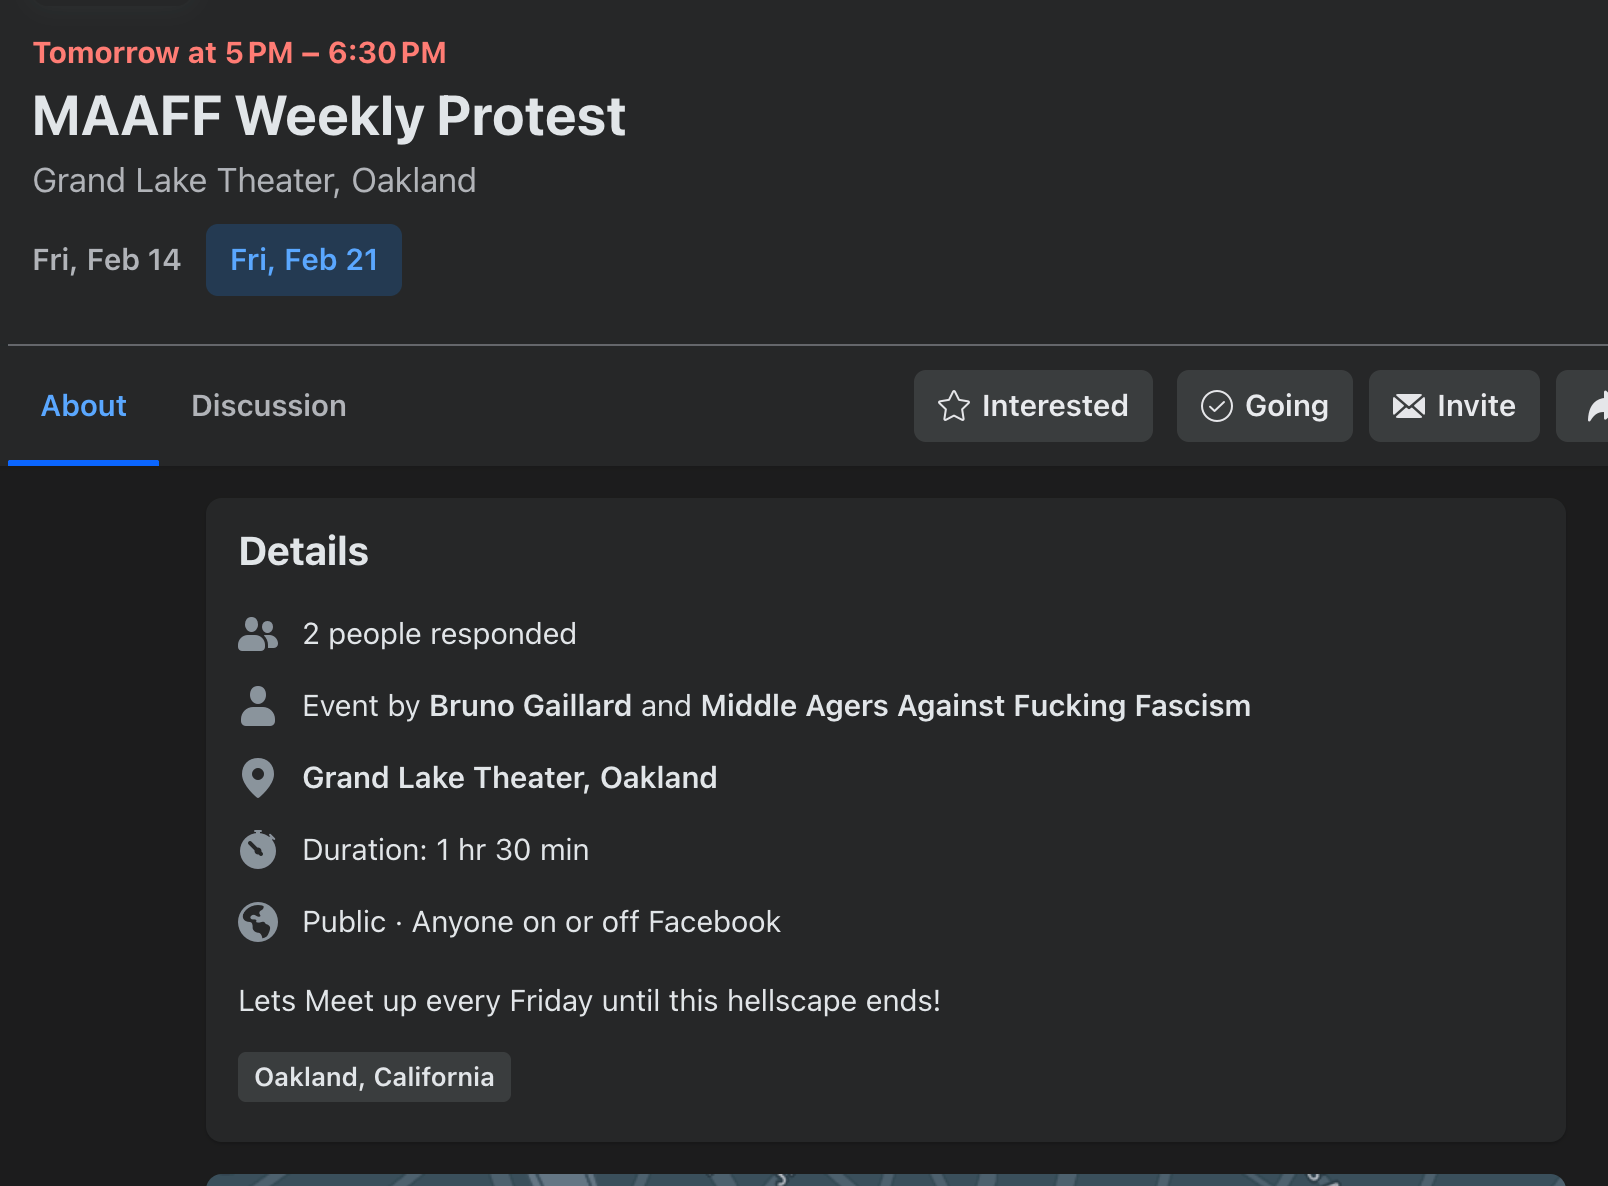 Tomorrow at 5 PM – 6:30 PM
MAAFF Weekly Protest
Grand Lake Theater, Oakland
Fri, Feb 14 Fri, Feb 21
About Discussion Interested Going Invite
Details
2 people responded
Event by Bruno Gaillard and Middle Agers Against Fucking Fascism
Grand Lake Theater, Oakland
Duration: 1 hr 30 min
Public · Anyone on or off Facebook
Lets Meet up every Friday until this hellscape ends!
Oakland, California